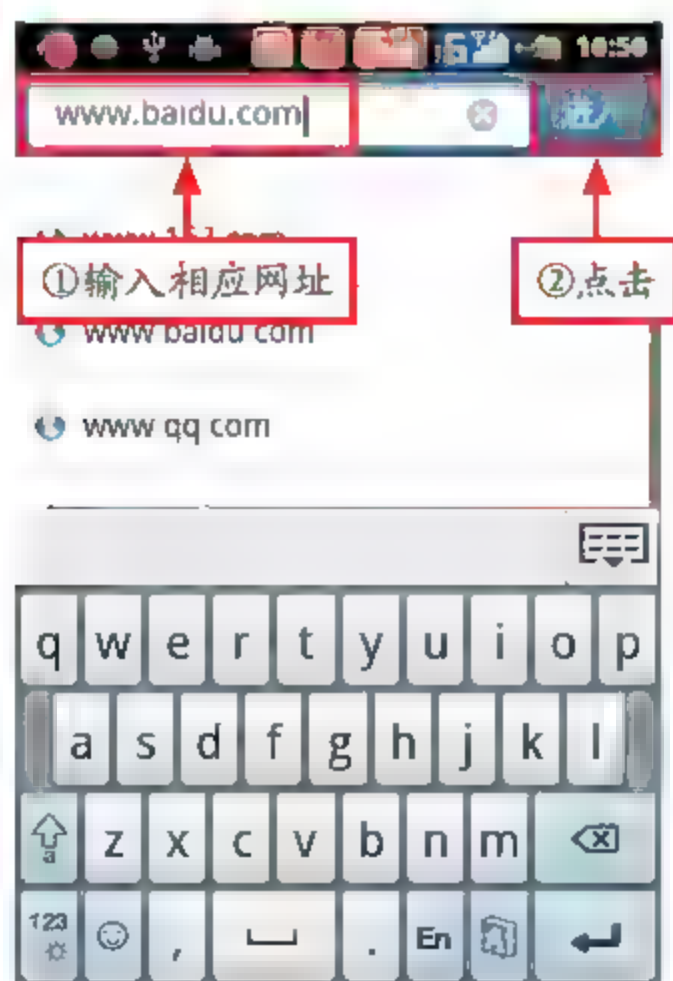 16:50
www.baidu.com
进入
①输入相应网址
②点击
www baidu com
www qq com
q w e r t y u i o p
a s d f g h j k l
a z x c v b n m
123 , . En